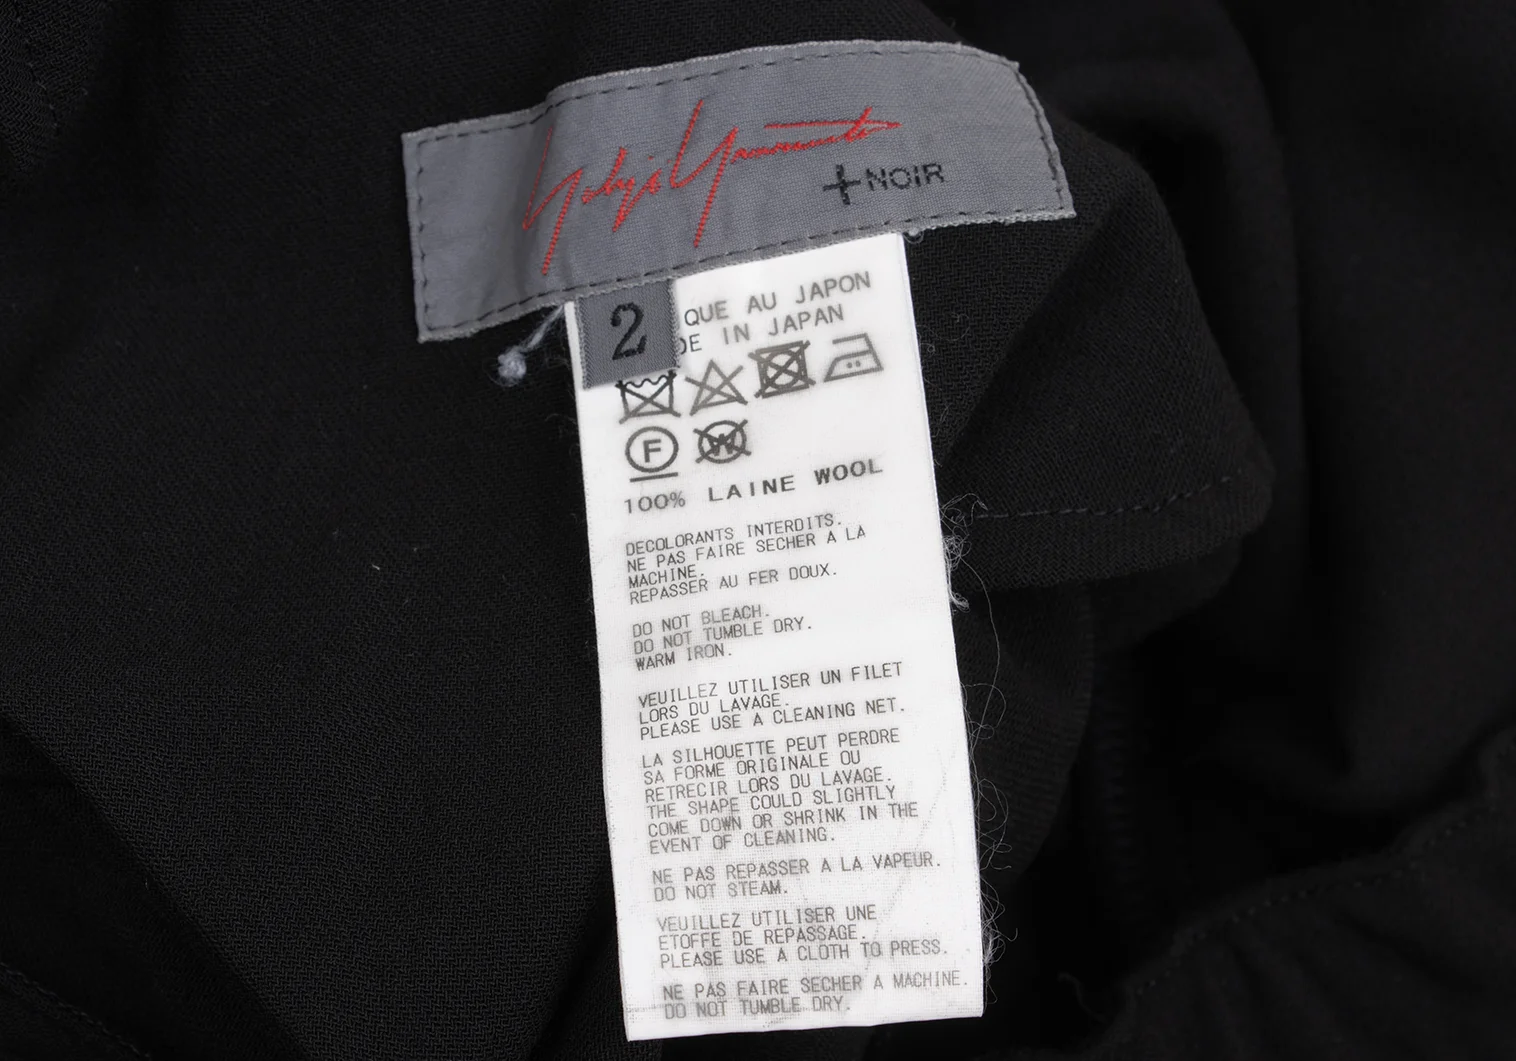 Yohji Yamamoto
+NOIR
2
QUE AU JAPON
DE IN JAPAN
F W
100% LAINE WOOL
DECOLORANTS INTERDITS.
NE PAS FAIRE SECHER A LA
MACHINE.
REPASSER AU FER DOUX.
DO NOT BLEACH.
DO NOT TUMBLE DRY.
WARM IRON.
VEUILLEZ UTILISER UN FILET
LORS DU LAVAGE.
PLEASE USE A CLEANING NET.
LA SILHOUETTE PEUT PERDRE
SA FORME ORIGINALE OU
RETRECIR LORS DU LAVAGE.
THE SHAPE COULD SLIGHTLY
COME DOWN OR SHRINK IN THE
EVENT OF CLEANING.
NE PAS REPASSER A LA VAPEUR.
DO NOT STEAM.
VEUILLEZ UTILISER UNE
ETOFFE DE REPASSAGE.
PLEASE USE A CLOTH TO PRESS.
NE PAS FAIRE SECHER A MACHINE.
DO NOT TUMBLE DRY.